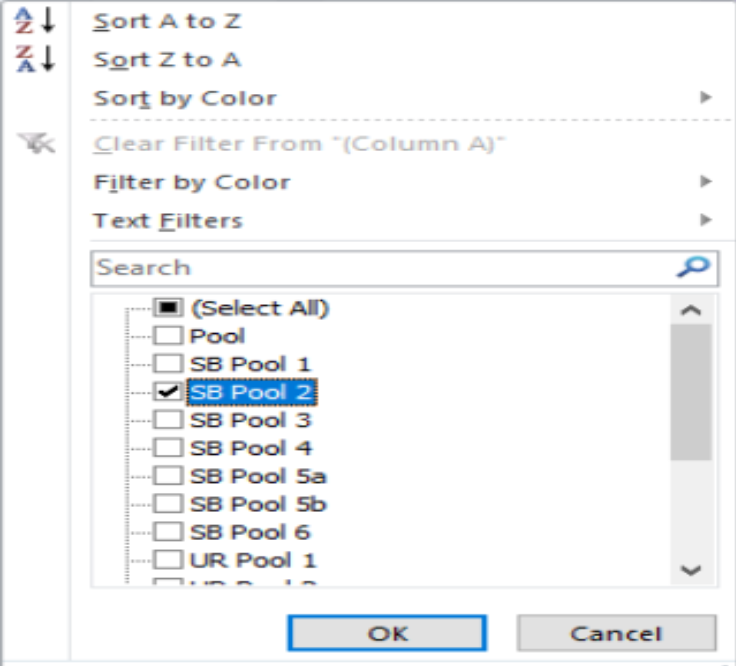 Sort A to Z
Sort Z to A
Sort by Color
Clear Filter From "(Column A)"
Filter by Color
Text Filters
Search
(Select All)
Pool
SB Pool 1
SB Pool 2
SB Pool 3
SB Pool 4
SB Pool 5a
SB Pool 5b
SB Pool 6
UR Pool 1
OK Cancel